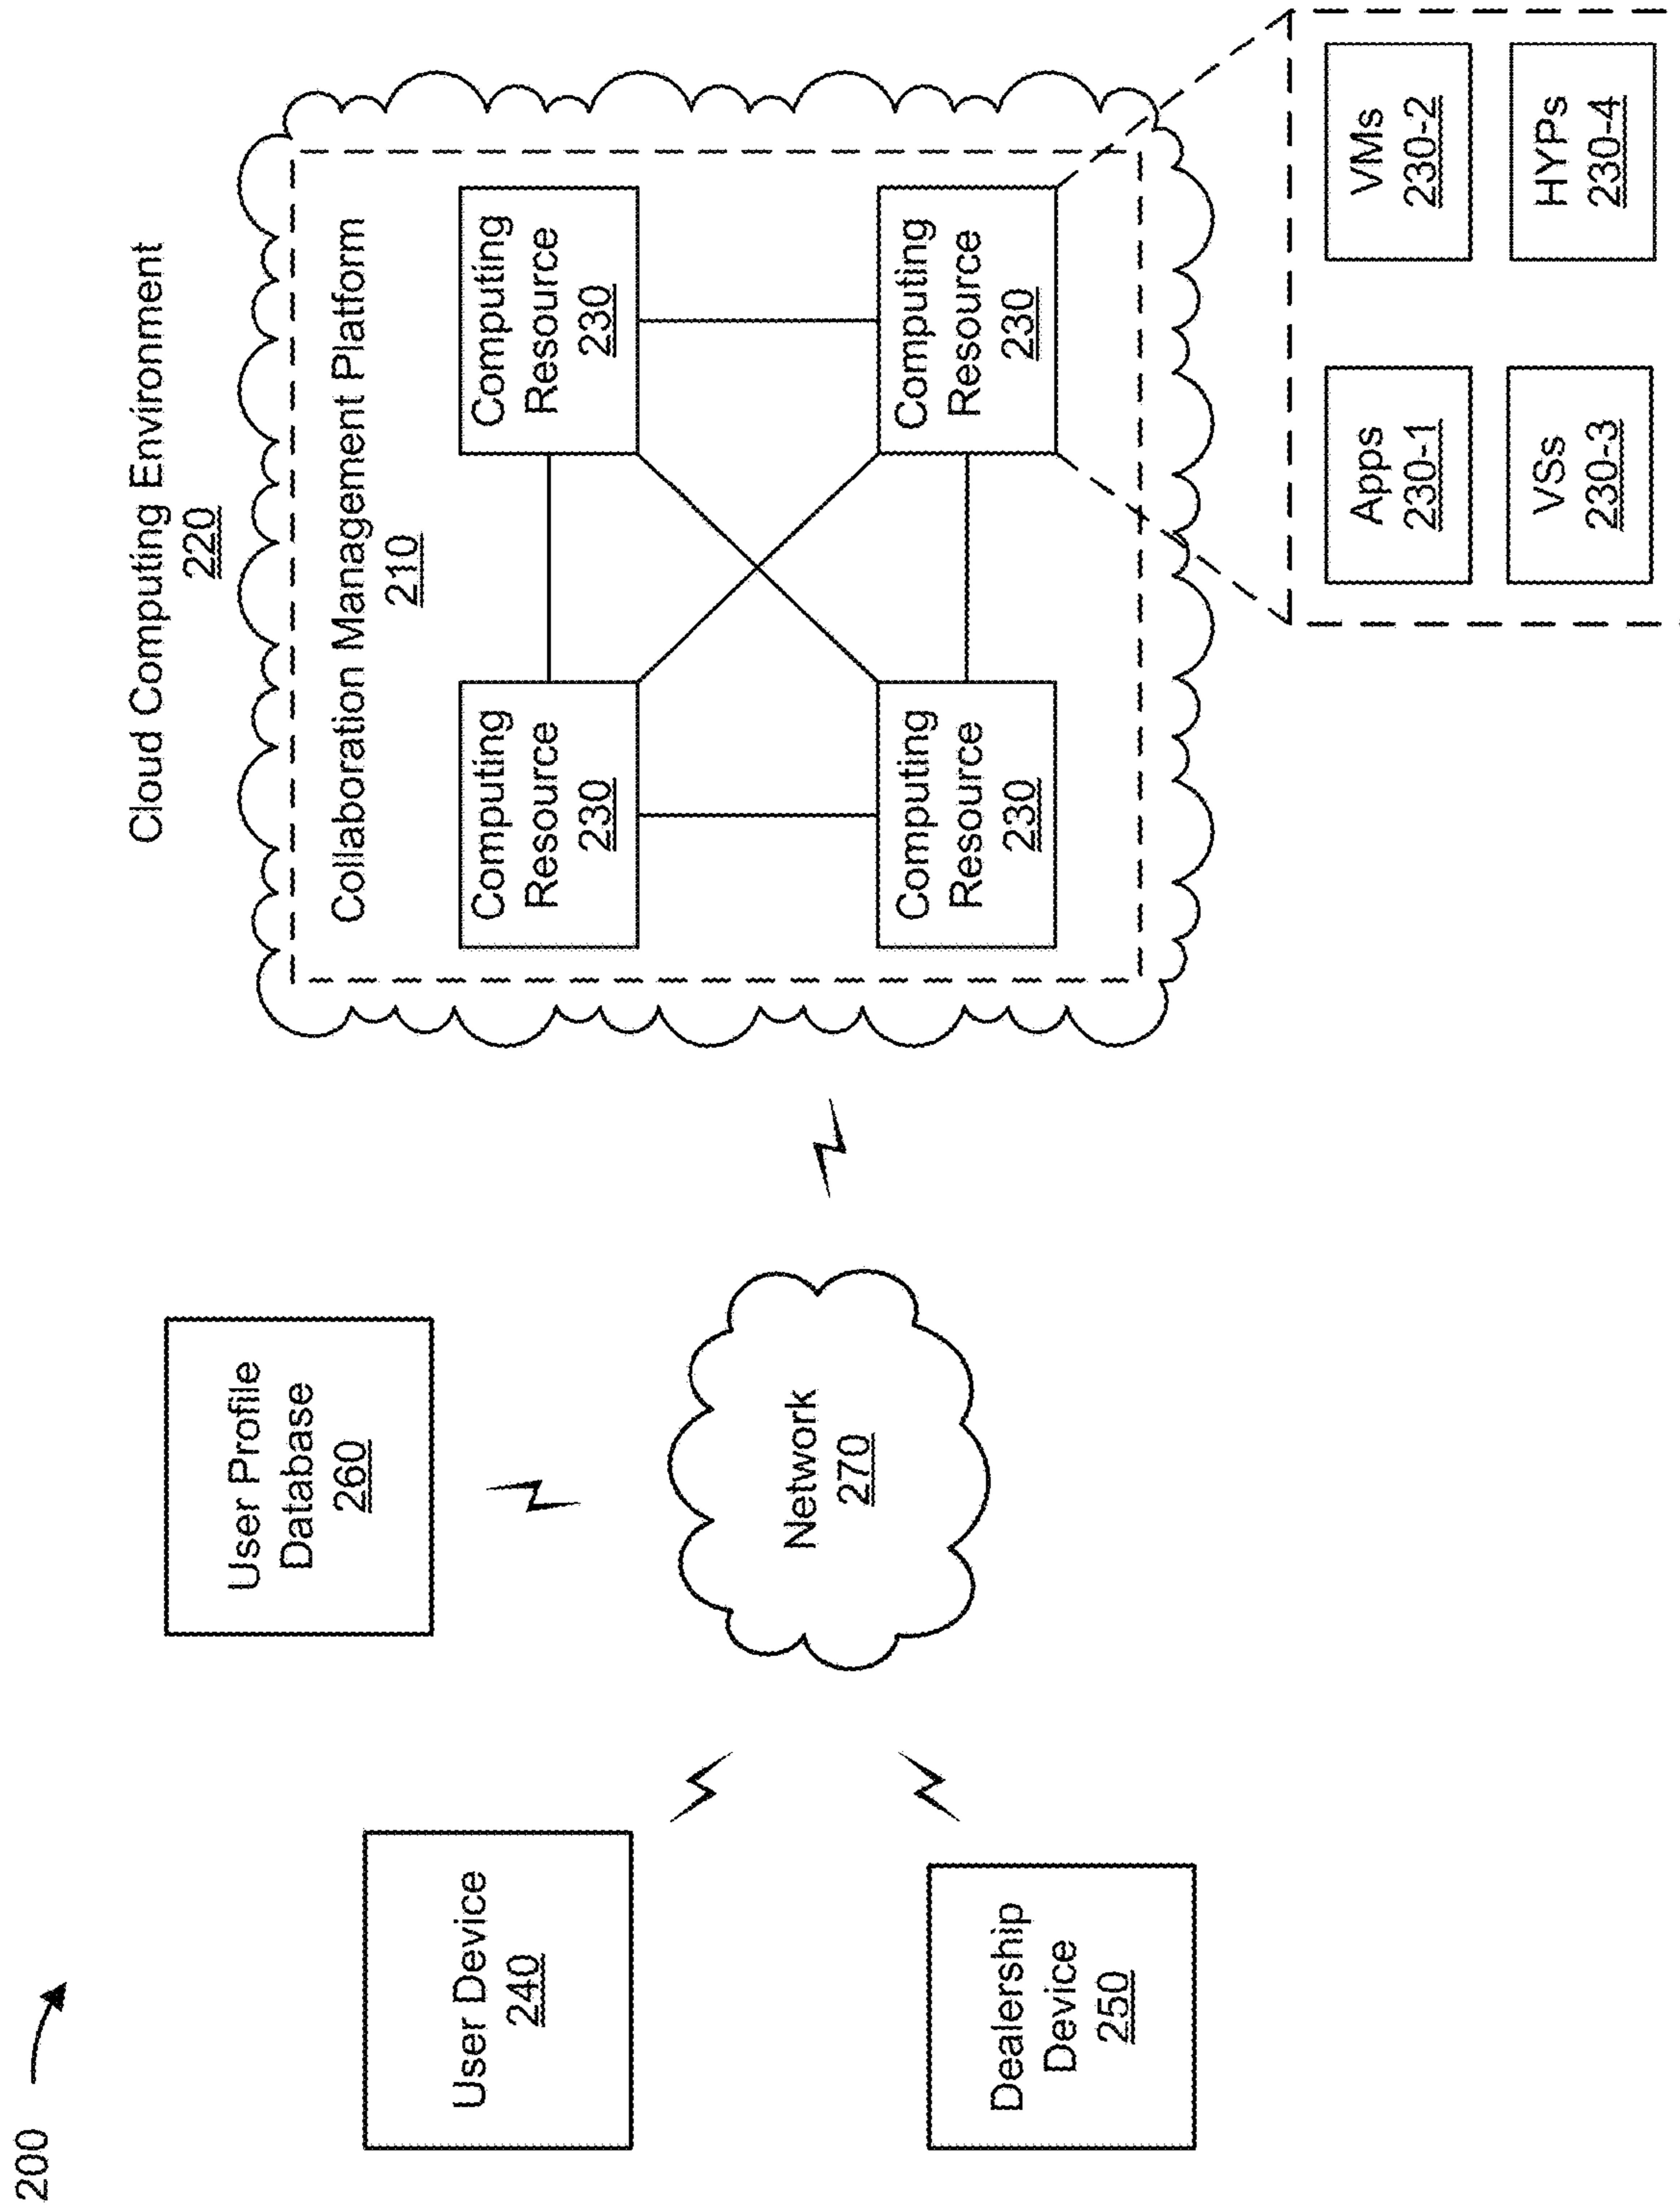 200
Cloud Computing Environment
220
Collaboration Management Platform
210
Computing
Resource
230
Computing
Resource
230
Computing
Resource
230
Computing
Resource
230
User Profile
Database
260
User Device
240
Network
270
Dealership
Device
250
Apps
230-1
VMs
230-2
VSs
230-3
HYPs
230-4